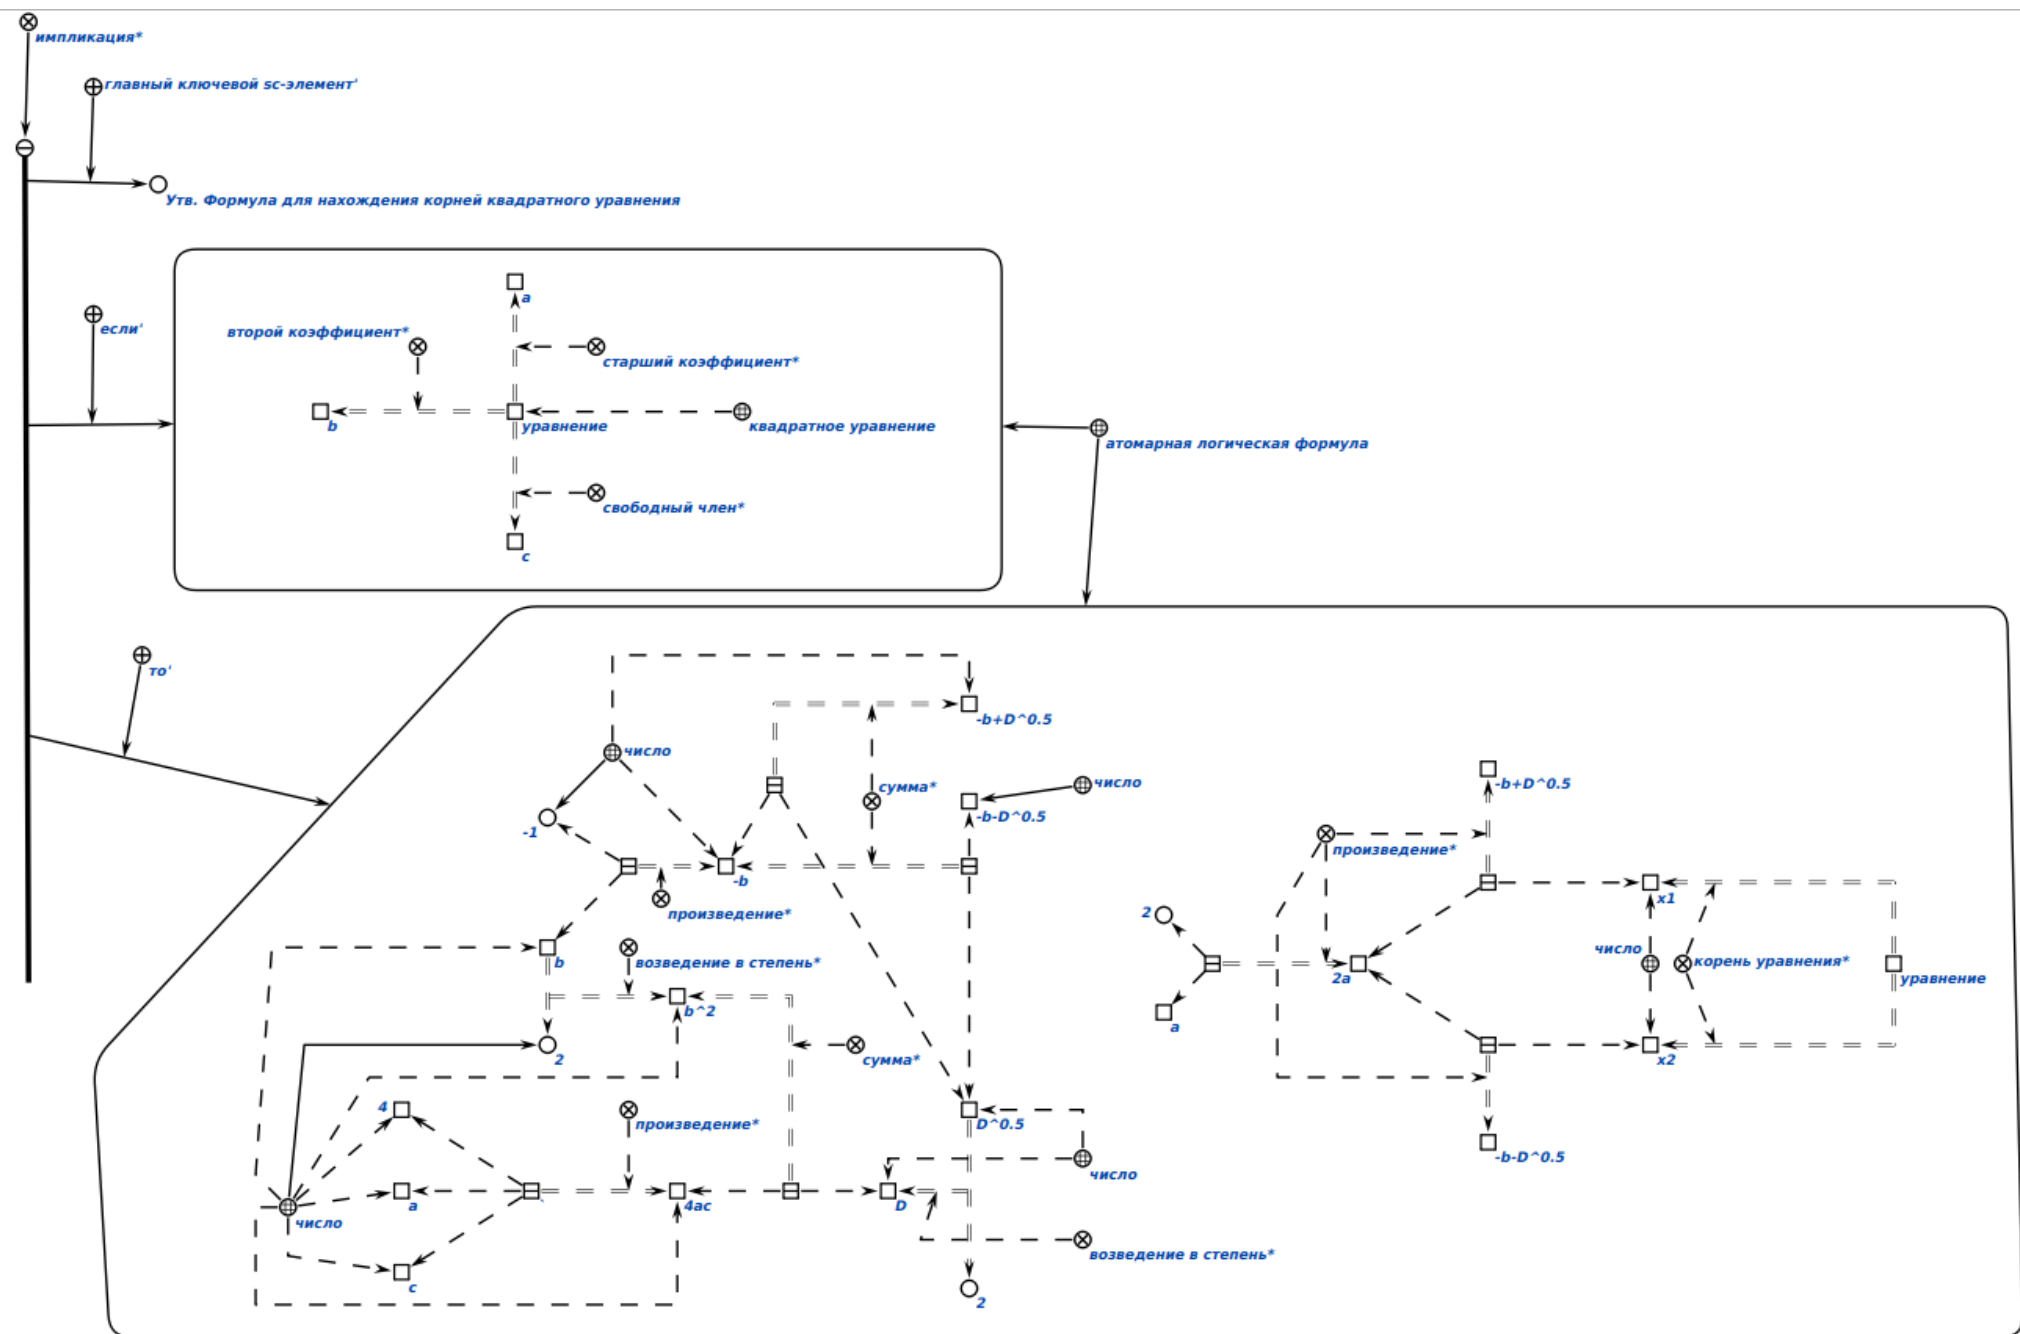 импликация*
главный ключевой sc-элемент'
Утв. Формула для нахождения корней квадратного уравнения
a
если'
второй коэффициент*
старший коэффициент*
b
уравнение
квадратное уравнение
атомарная логическая формула
свободный член*
c
то'
-b+D^0.5
число
сумма*
число
-b-D^0.5
-1
-b
произведение*
b
возведение в степень*
b^2
2
сумма*
4
произведение*
D^0.5
число
a
4ac
D
число
возведение в степень*
c
2
-b+D^0.5
произведение*
x1
2
число
корень уравнения*
2a
уравнение
a
x2
-b-D^0.5